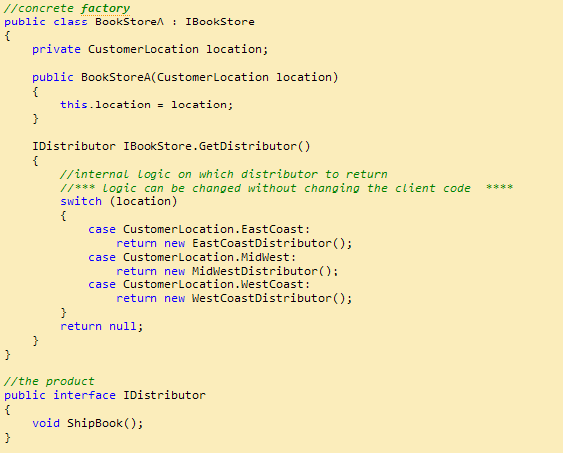 //concrete factory
public class BookStoreA : IBookStore
{
    private CustomerLocation location;

    public BookStoreA(CustomerLocation location)
    {
        this.location = location;
    }

    IDistributor IBookStore.GetDistributor()
    {
        //internal logic on which distributor to return
        //*** logic can be changed without changing the client code  ****
        switch (location)
        {
            case CustomerLocation.EastCoast:
                return new EastCoastDistributor();
            case CustomerLocation.MidWest:
                return new MidWestDistributor();
            case CustomerLocation.WestCoast:
                return new WestCoastDistributor();
        }
        return null;
    }
}

//the product
public interface IDistributor
{
    void ShipBook();
}